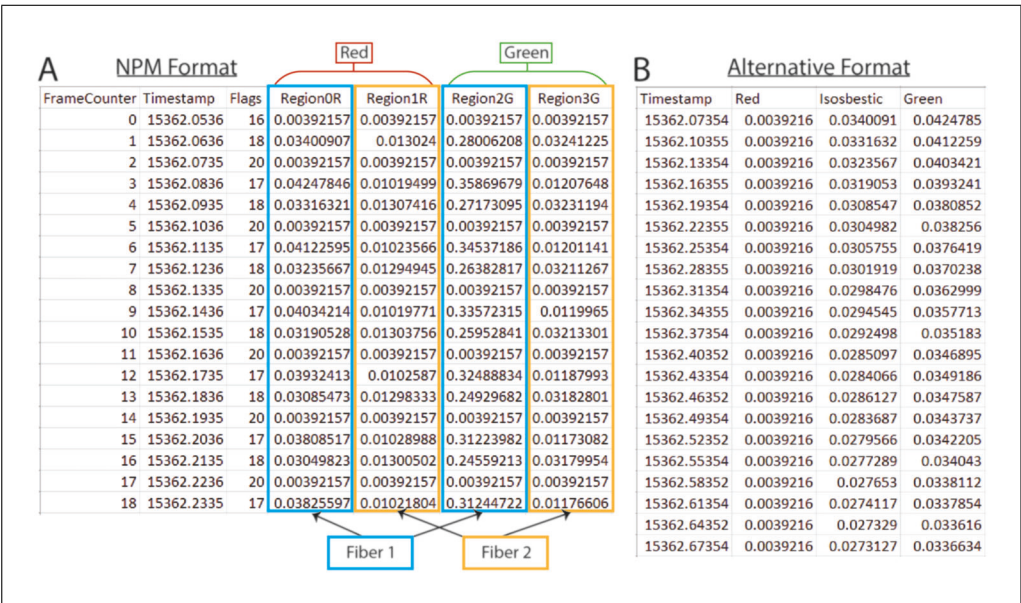 Red
Green
A NPM Format
B Alternative Format
FrameCounter Timestamp Flags Region0R Region1R Region2G Region3G
0 15362.0536 16 0.00392157 0.00392157 0.00392157 0.00392157
1 15362.0636 18 0.03400907 0.013024 0.28006208 0.03241225
2 15362.0735 20 0.00392157 0.00392157 0.00392157 0.00392157
3 15362.0836 17 0.04247846 0.01019499 0.35869679 0.01207648
4 15362.0935 18 0.03316321 0.01307416 0.27173095 0.03231194
5 15362.1036 20 0.00392157 0.00392157 0.00392157 0.00392157
6 15362.1135 17 0.04122595 0.01023566 0.34537186 0.01201141
7 15362.1236 18 0.03235667 0.01294945 0.26382817 0.03211267
8 15362.1335 20 0.00392157 0.00392157 0.00392157 0.00392157
9 15362.1436 17 0.04034214 0.01019771 0.33572315 0.0119965
10 15362.1535 18 0.03190528 0.01303756 0.25952841 0.03213301
11 15362.1636 20 0.00392157 0.00392157 0.00392157 0.00392157
12 15362.1735 17 0.03932413 0.0102587 0.32488834 0.01187993
13 15362.1836 18 0.03085473 0.01298333 0.24929682 0.03182801
14 15362.1935 20 0.00392157 0.00392157 0.00392157 0.00392157
15 15362.2036 17 0.03808517 0.01028988 0.31223982 0.01173082
16 15362.2135 18 0.03049823 0.01300502 0.24559213 0.03179954
17 15362.2236 20 0.00392157 0.00392157 0.00392157 0.00392157
18 15362.2335 17 0.03825597 0.01021804 0.31244722 0.01176606
Fiber 1
Fiber 2
Timestamp Red Isosbestic Green
15362.07354 0.0039216 0.0340091 0.0424785
15362.10355 0.0039216 0.0331632 0.0412259
15362.13354 0.0039216 0.0323567 0.0403421
15362.16355 0.0039216 0.0319053 0.0393241
15362.19354 0.0039216 0.0308547 0.0380852
15362.22355 0.0039216 0.0304982 0.038256
15362.25354 0.0039216 0.0305755 0.0376419
15362.28355 0.0039216 0.0301919 0.0370238
15362.31354 0.0039216 0.0298476 0.0362999
15362.34355 0.0039216 0.0294545 0.0357713
15362.37354 0.0039216 0.0292498 0.035183
15362.40352 0.0039216 0.0285097 0.0346895
15362.43354 0.0039216 0.0284066 0.0349186
15362.46352 0.0039216 0.0286127 0.0347587
15362.49354 0.0039216 0.0283687 0.0343737
15362.52352 0.0039216 0.0279566 0.0342205
15362.55354 0.0039216 0.0277289 0.034043
15362.58352 0.0039216 0.027653 0.0338112
15362.61354 0.0039216 0.0274117 0.0337854
15362.64352 0.0039216 0.027329 0.033616
15362.67354 0.0039216 0.0273127 0.0336634